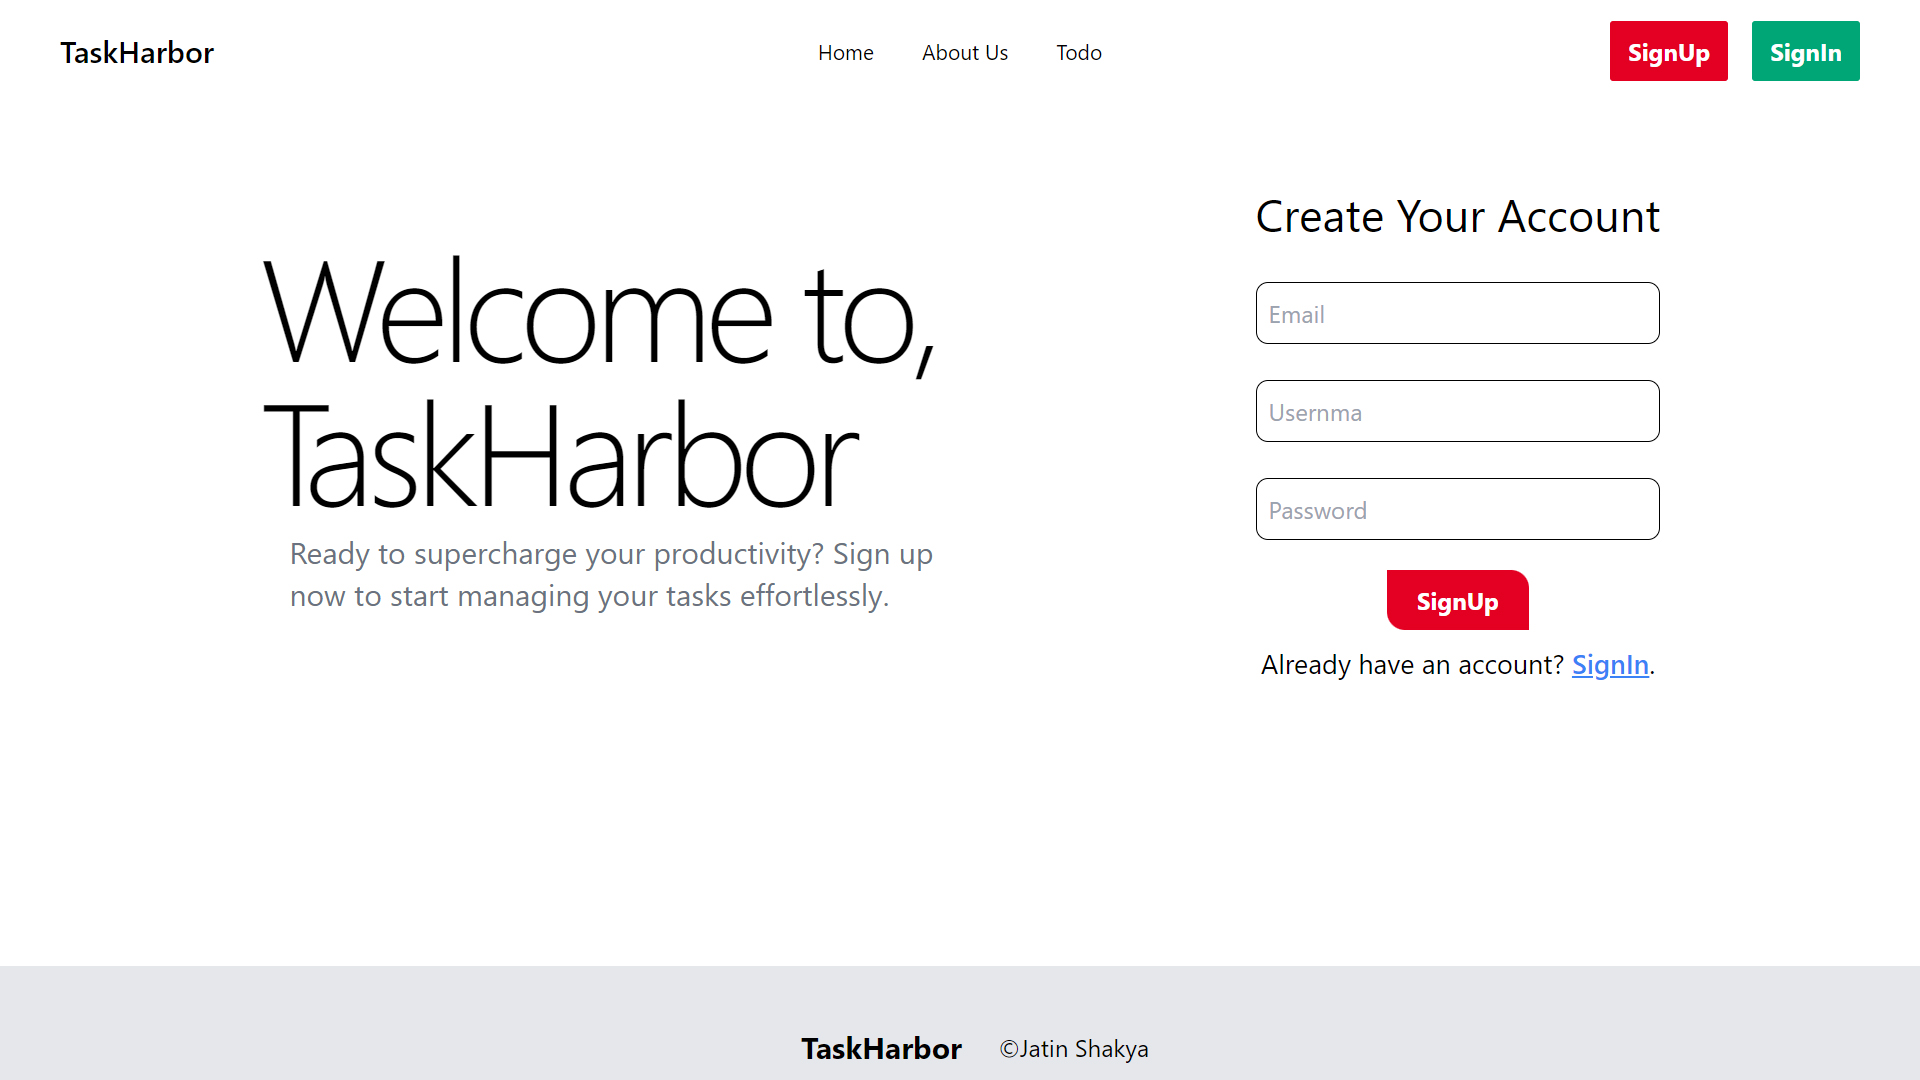 TaskHarbor
Home
About Us
Todo
SignUp
SignIn
Welcome to,
TaskHarbor
Ready to supercharge your productivity? Sign up
now to start managing your tasks effortlessly.
Create Your Account
Email
Usernma
Password
SignUp
Already have an account? SignIn.
TaskHarbor
©Jatin Shakya